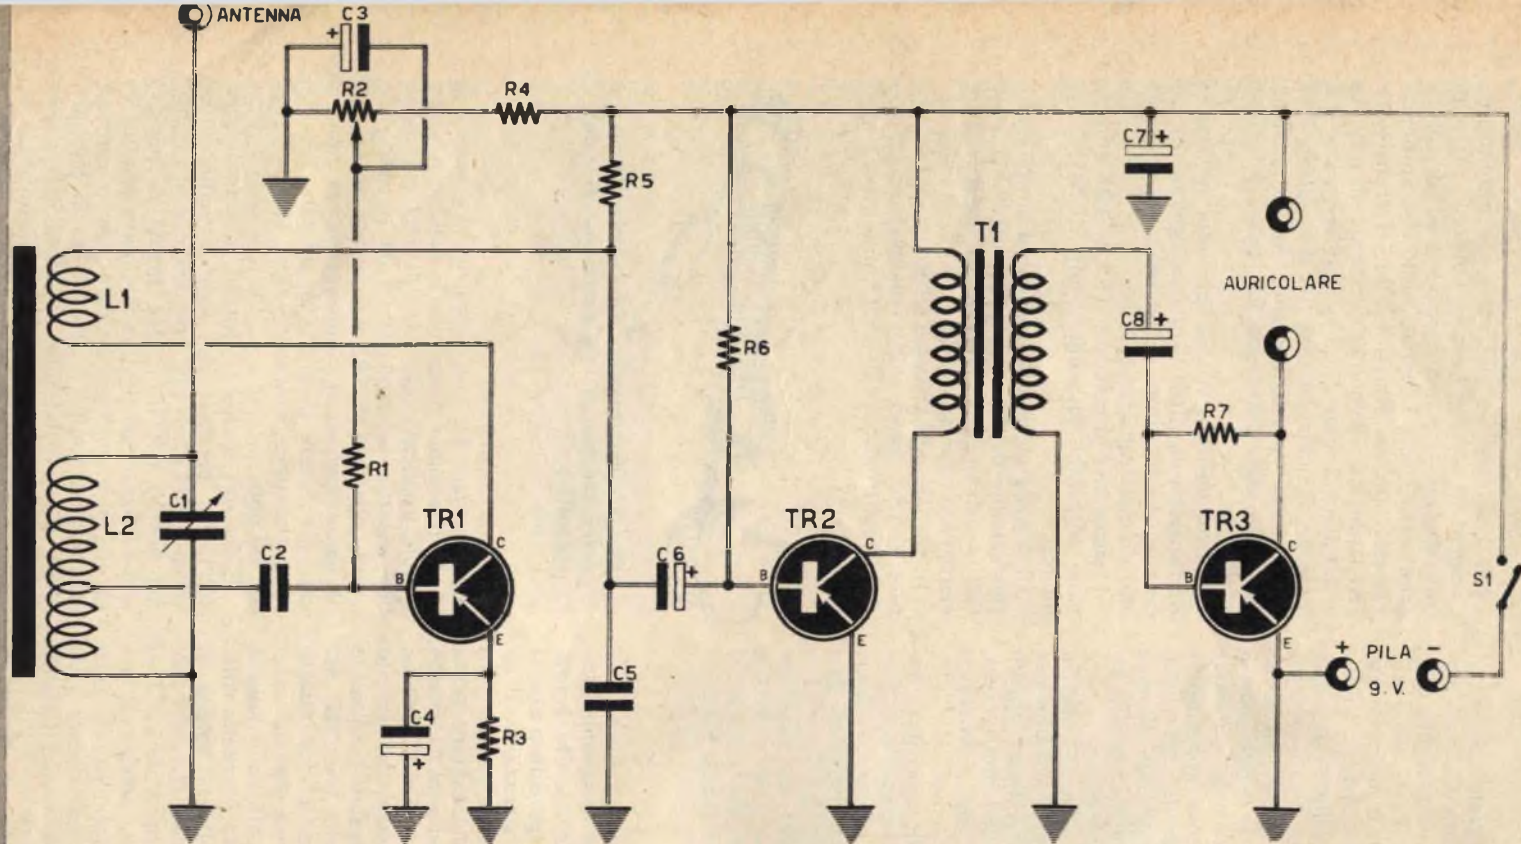 ANTENNA
C3
+
R2
R4
R5
C7 +
T1
L1
AURICOLARE
C8 +
R6
R7
R1
C1
L2
TR1
TR2
TR3
C2
C
C6
+
C
C
B
B
B
S1
E
E
E
+ PILA -
9.V.
C5
C4
+
R3